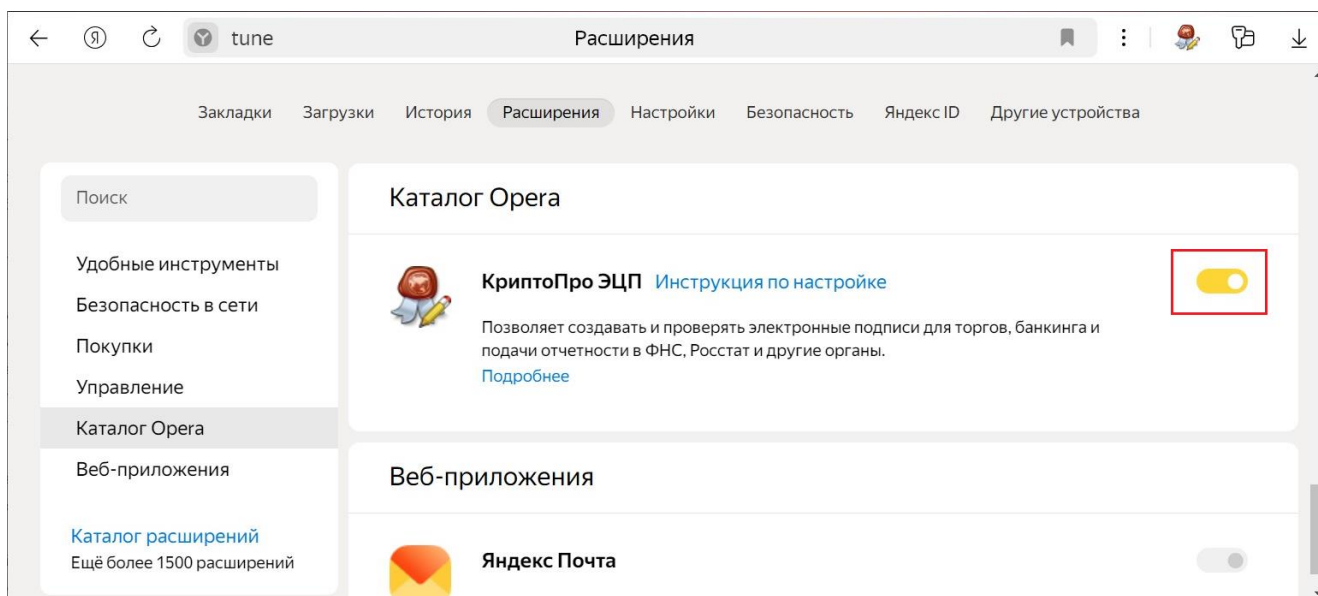 tune
Расширения
Закладки Загрузки История Расширения Настройки Безопасность Яндекс ID Другие устройства
Поиск
Удобные инструменты
Безопасность в сети
Покупки
Управление
Каталог Opera
Веб-приложения
Каталог расширений
Ещё более 1500 расширений
Каталог Opera
КриптоПро ЭЦП Инструкция по настройке
Позволяет создавать и проверять электронные подписи для торгов, банкинга и
подачи отчетности в ФНС, Росстат и другие органы.
Подробнее
Веб-приложения
Яндекс Почта